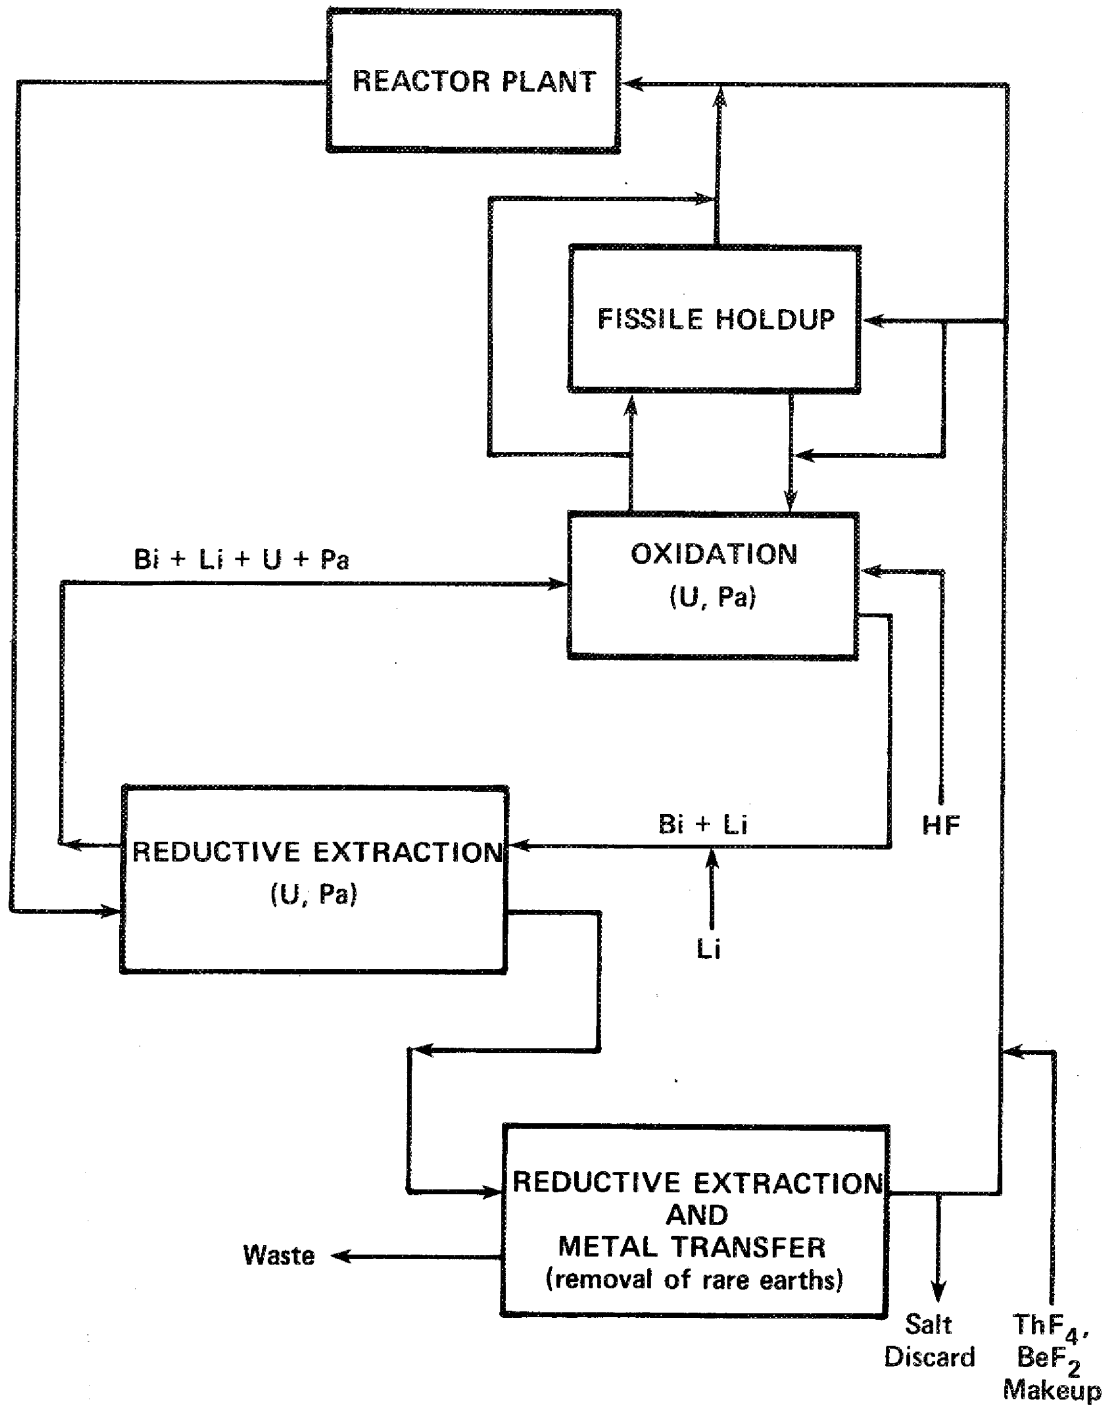 REACTOR PLANT
FISSILE HOLDUP
OXIDATION
(U, Pa)
Bi + Li + U + Pa
Bi + Li
HF
REDUCTIVE EXTRACTION
(U, Pa)
Li
REDUCTIVE EXTRACTION
AND
METAL TRANSFER
(removal of rare earths)
Waste
Salt
Discard
ThF₄,
BeF₂
Makeup